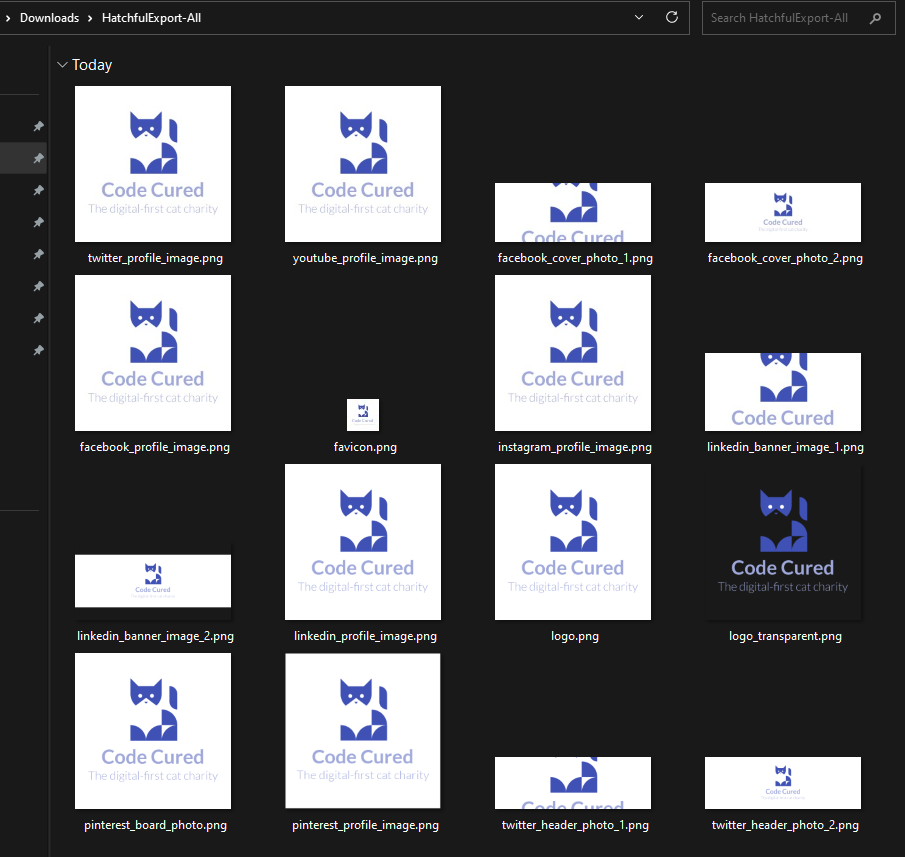 Downloads > HatchfulExport-All
Search HatchfulExport-All
Today
Code Cured
The digital-first cat charity
twitter_profile_image.png
Code Cured
The digital-first cat charity
youtube_profile_image.png
Code Cured
facebook_cover_photo_1.png
Code Cured
facebook_cover_photo_2.png
Code Cured
The digital-first cat charity
facebook_profile_image.png
Code Cured
favicon.png
Code Cured
The digital-first cat charity
instagram_profile_image.png
Code Cured
linkedin_banner_image_1.png
Code Cured
linkedin_banner_image_2.png
Code Cured
The digital-first cat charity
linkedin_profile_image.png
Code Cured
The digital-first cat charity
logo.png
Code Cured
The digital-first cat charity
logo_transparent.png
Code Cured
The digital-first cat charity
pinterest_board_photo.png
Code Cured
The digital-first cat charity
pinterest_profile_image.png
Code Cured
twitter_header_photo_1.png
Code Cured
twitter_header_photo_2.png